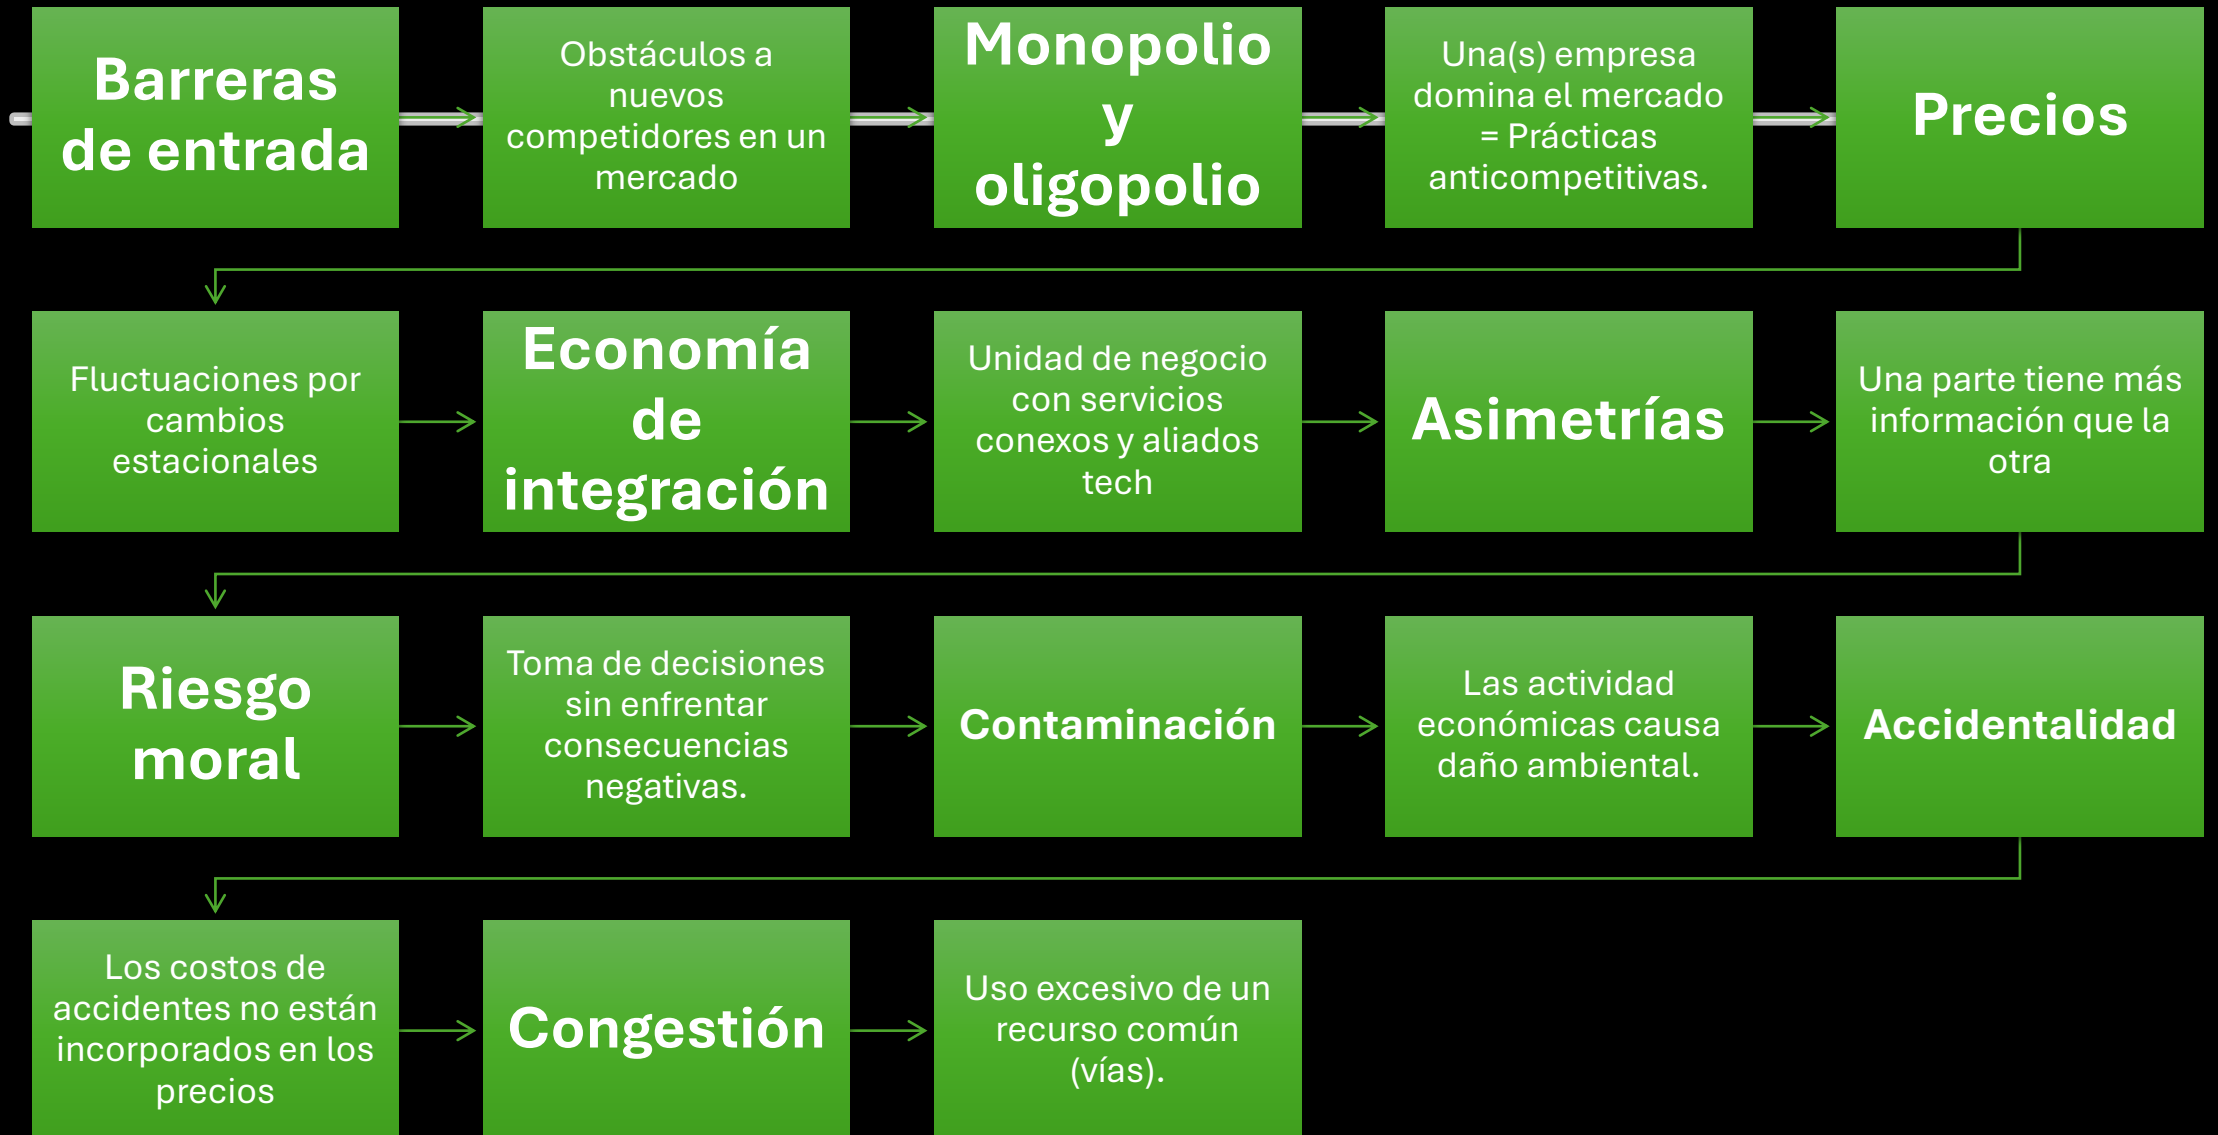 Barreras
de entrada
Obstáculos a
nuevos
competidores en un
mercado
Monopolio
y
oligopolio
Una(s) empresa
domina el mercado
= Prácticas
anticompetitivas.
Precios
Fluctuaciones por
cambios
estacionales
Economía
de
integración
Unidad de negocio
con servicios
conexos y aliados
tech
Asimetrías
Una parte tiene más
información que la
otra
Riesgo
moral
Toma de decisiones
sin enfrentar
consecuencias
negativas.
Contaminación
Las actividad
económicas causa
daño ambiental.
Accidentalidad
Los costos de
accidentes no están
incorporados en los
precios
Congestión
Uso excesivo de un
recurso común
(vías).